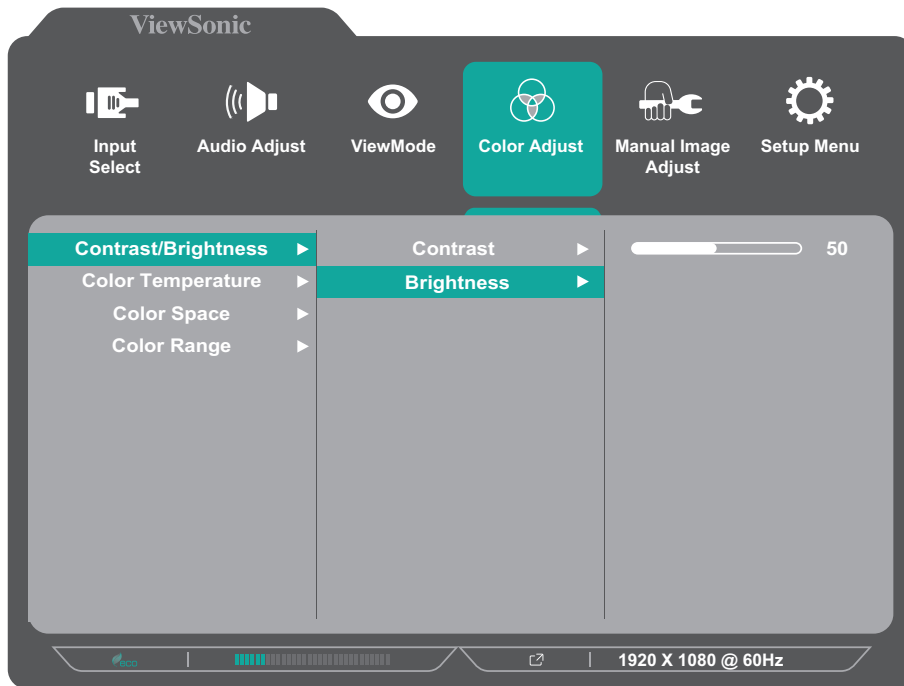 ViewSonic
Input
Select
Audio Adjust
ViewMode
Color Adjust
Manual Image
Adjust
Setup Menu
Contrast/Brightness
Color Temperature
Color Space
Color Range
Contrast
Brightness
50
eco
1920 X 1080 @ 60Hz